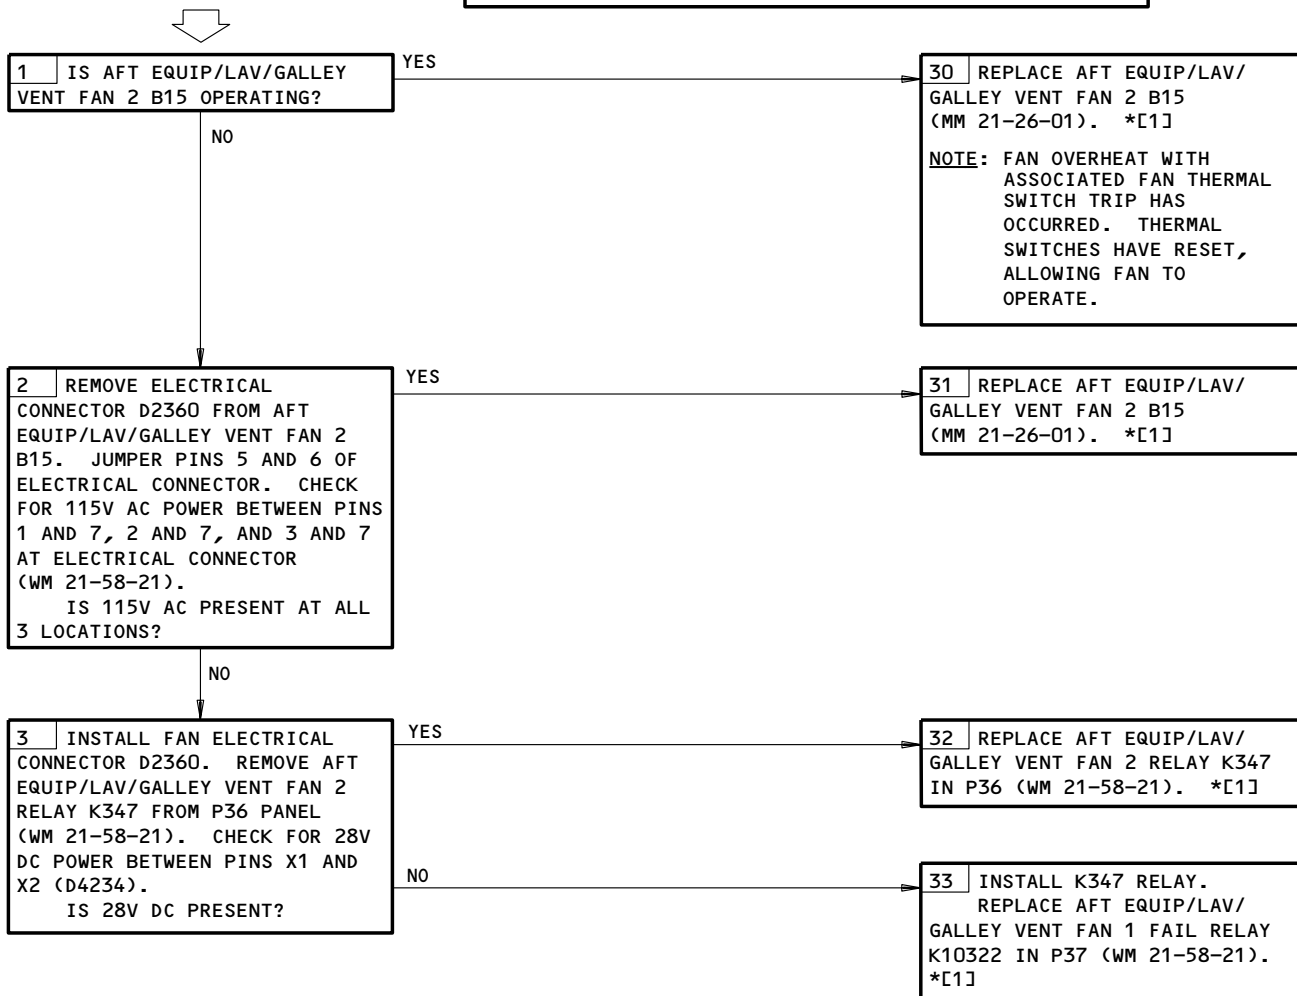 1 IS AFT EQUIP/LAV/GALLEY
VENT FAN 2 B15 OPERATING?
YES
NO
30 REPLACE AFT EQUIP/LAV/
GALLEY VENT FAN 2 B15
(MM 21-26-01). *[1]
NOTE: FAN OVERHEAT WITH
ASSOCIATED FAN THERMAL
SWITCH TRIP HAS
OCCURRED. THERMAL
SWITCHES HAVE RESET,
ALLOWING FAN TO
OPERATE.
2 REMOVE ELECTRICAL
CONNECTOR D2360 FROM AFT
EQUIP/LAV/GALLEY VENT FAN 2
B15. JUMPER PINS 5 AND 6 OF
ELECTRICAL CONNECTOR. CHECK
FOR 115V AC POWER BETWEEN PINS
1 AND 7, 2 AND 7, AND 3 AND 7
AT ELECTRICAL CONNECTOR
(WM 21-58-21).
IS 115V AC PRESENT AT ALL
3 LOCATIONS?
YES
NO
31 REPLACE AFT EQUIP/LAV/
GALLEY VENT FAN 2 B15
(MM 21-26-01). *[1]
3 INSTALL FAN ELECTRICAL
CONNECTOR D2360. REMOVE AFT
EQUIP/LAV/GALLEY VENT FAN 2
RELAY K347 FROM P36 PANEL
(WM 21-58-21). CHECK FOR 28V
DC POWER BETWEEN PINS X1 AND
X2 (D4234).
IS 28V DC PRESENT?
YES
NO
32 REPLACE AFT EQUIP/LAV/
GALLEY VENT FAN 2 RELAY K347
IN P36 (WM 21-58-21). *[1]
33 INSTALL K347 RELAY.
REPLACE AFT EQUIP/LAV/
GALLEY VENT FAN 1 FAIL RELAY
K10322 IN P37 (WM 21-58-21).
*[1]